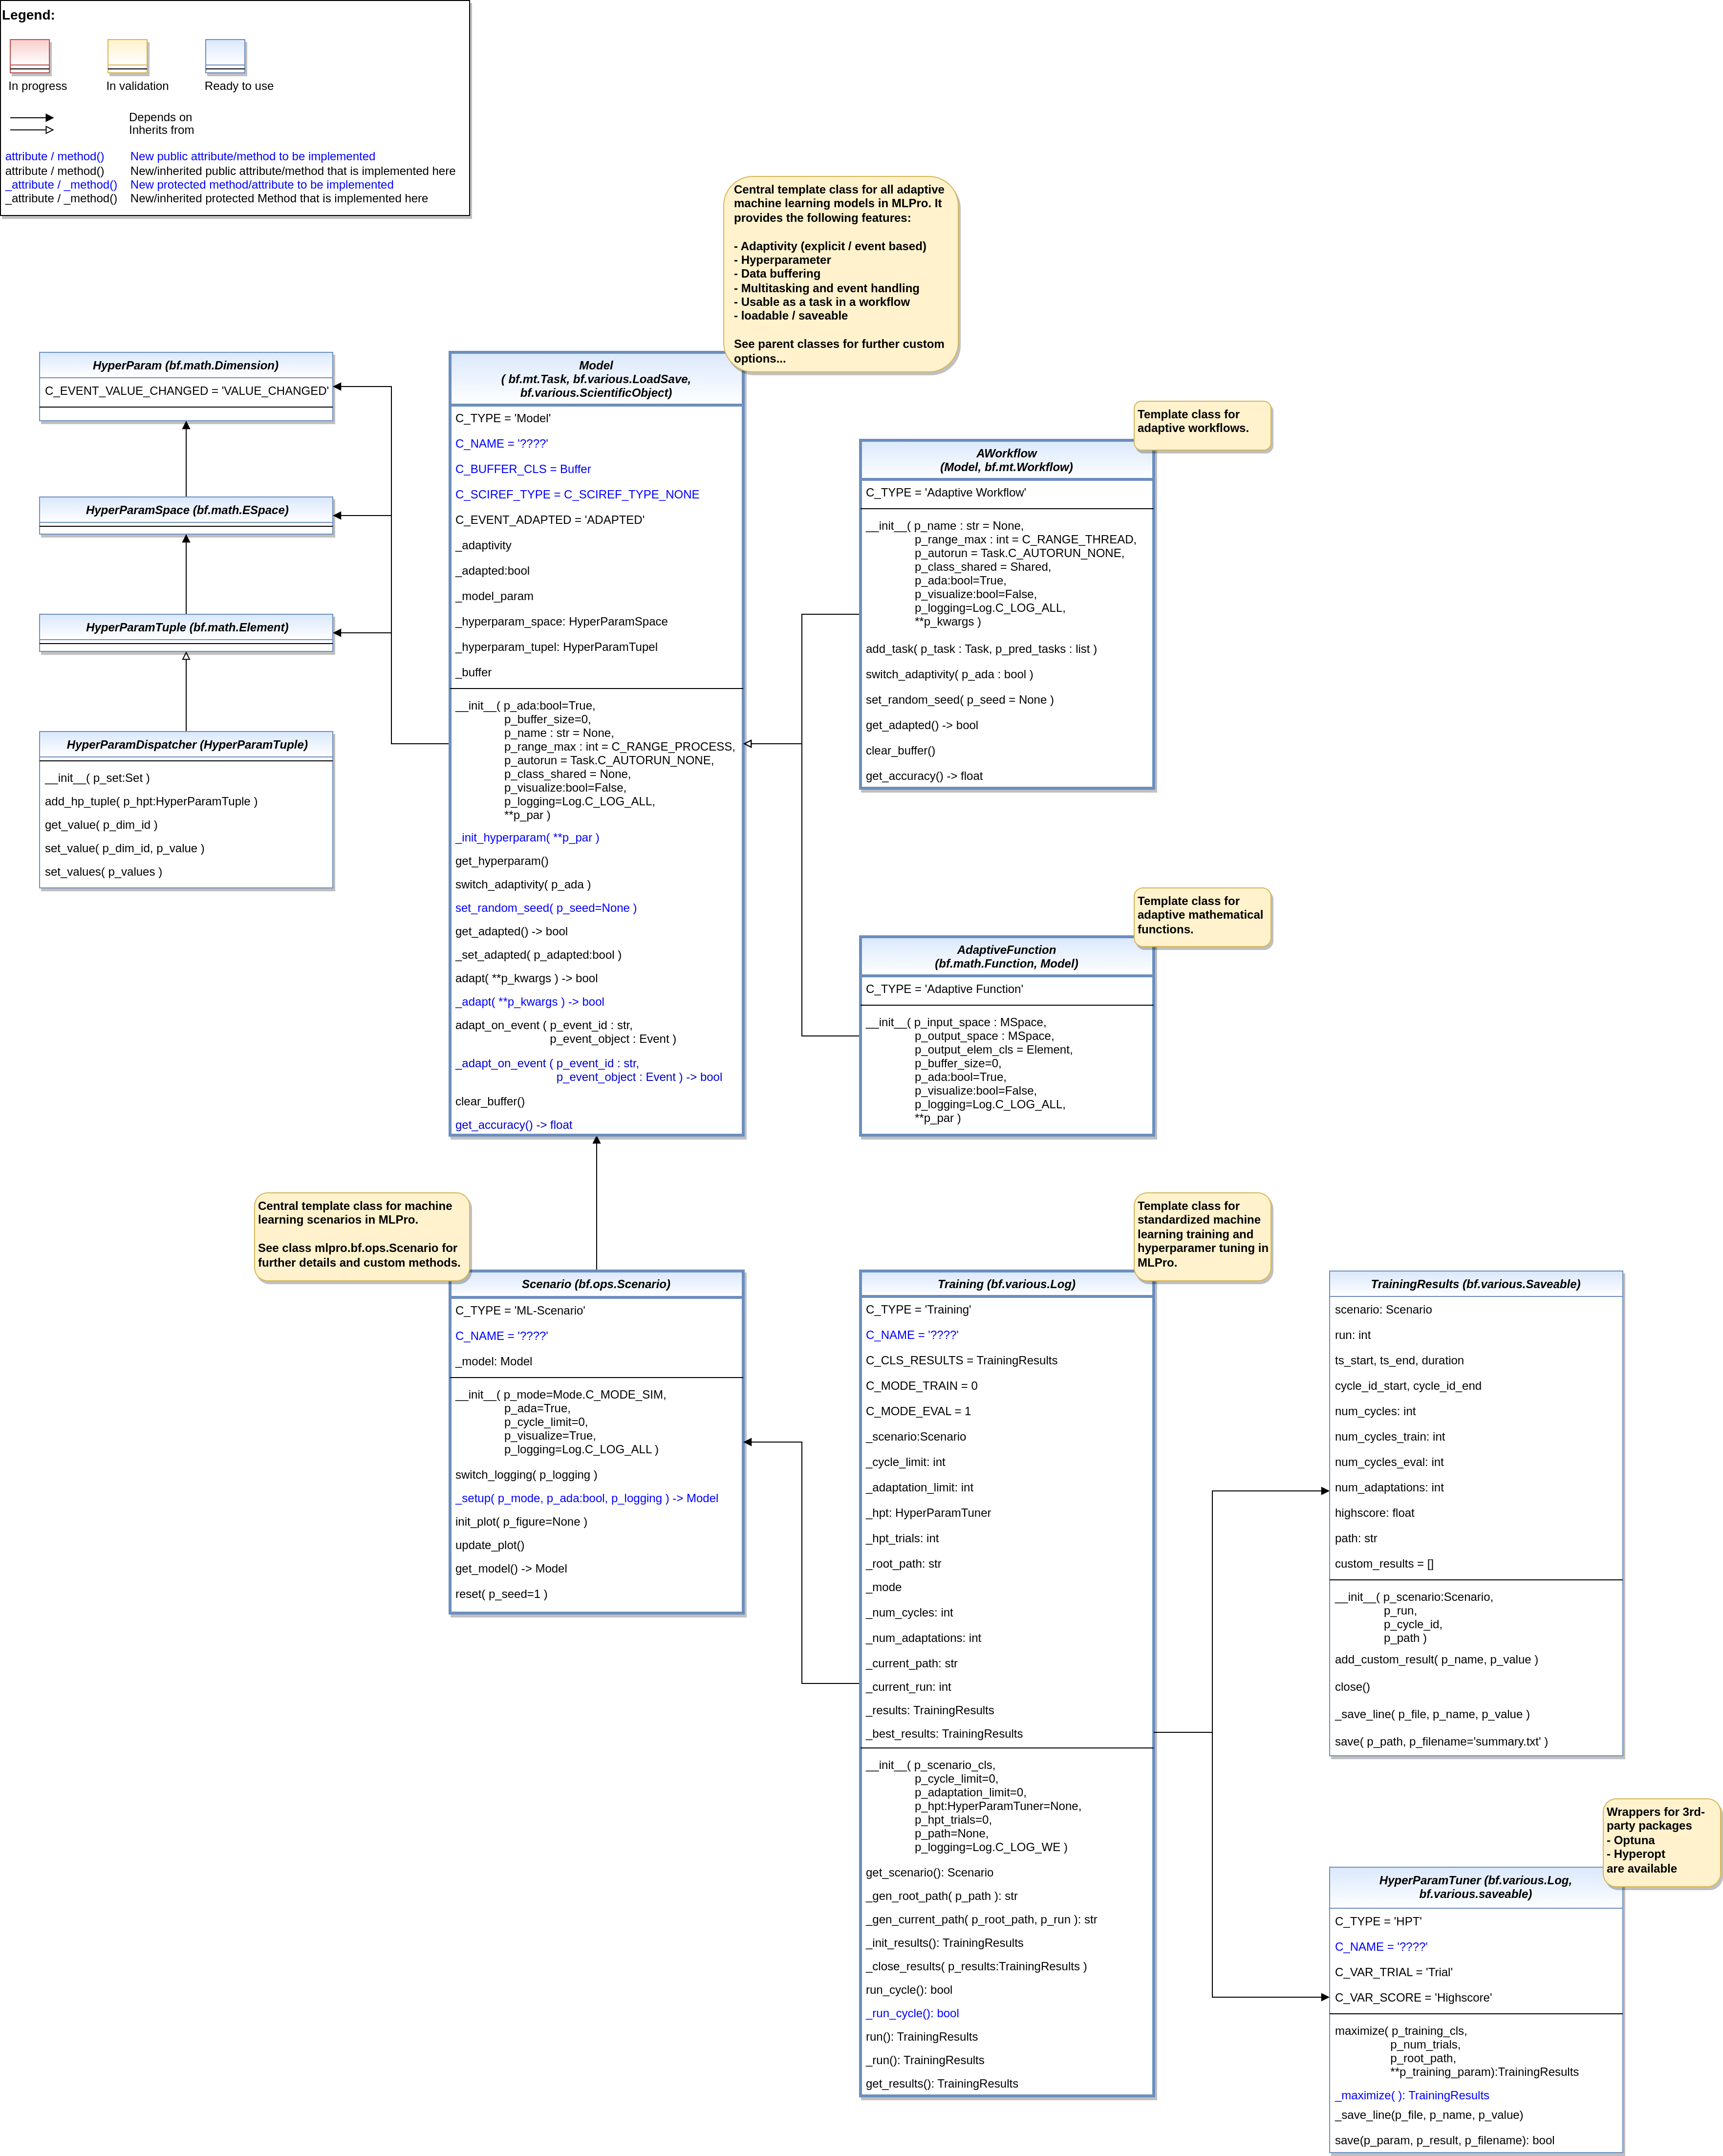 Legend:
In progress
In validation
Ready to use
Depends on
Inherits from
attribute / method() New public attribute/method to be implemented
attribute / method() New/inherited public attribute/method that is implemented here
_attribute / _method() New protected method/attribute to be implemented
_attribute / _method() New/inherited protected Method that is implemented here
Central template class for all adaptive
machine learning models in MLPro. It
provides the following features:
- Adaptivity (explicit / event based)
- Hyperparameter
- Data buffering
- Multitasking and event handling
- Usable as a task in a workflow
- loadable / saveable
See parent classes for further custom
options...
HyperParam (bf.math.Dimension)
C_EVENT_VALUE_CHANGED = 'VALUE_CHANGED'
HyperParamSpace (bf.math.ESpace)
HyperParamTuple (bf.math.Element)
HyperParamDispatcher (HyperParamTuple)
__init__( p_set:Set )
add_hp_tuple( p_hpt:HyperParamTuple )
get_value( p_dim_id )
set_value( p_dim_id, p_value )
set_values( p_values )
Model
( bf.mt.Task, bf.various.LoadSave,
bf.various.ScientificObject)
C_TYPE = 'Model'
C_NAME = '????'
C_BUFFER_CLS = Buffer
C_SCIREF_TYPE = C_SCIREF_TYPE_NONE
C_EVENT_ADAPTED = 'ADAPTED'
_adaptivity
_adapted:bool
_model_param
_hyperparam_space: HyperParamSpace
_hyperparam_tupel: HyperParamTupel
_buffer
__init__( p_ada:bool=True,
p_buffer_size=0,
p_name : str = None,
p_range_max : int = C_RANGE_PROCESS,
p_autorun = Task.C_AUTORUN_NONE,
p_class_shared = None,
p_visualize:bool=False,
p_logging=Log.C_LOG_ALL,
**p_par )
_init_hyperparam( **p_par )
get_hyperparam()
switch_adaptivity( p_ada )
set_random_seed( p_seed=None )
get_adapted() -> bool
_set_adapted( p_adapted:bool )
adapt( **p_kwargs ) -> bool
_adapt( **p_kwargs ) -> bool
adapt_on_event ( p_event_id : str,
p_event_object : Event )
_adapt_on_event ( p_event_id : str,
p_event_object : Event ) -> bool
clear_buffer()
get_accuracy() -> float
Template class for
adaptive workflows.
AWorkflow
(Model, bf.mt.Workflow)
C_TYPE = 'Adaptive Workflow'
__init__( p_name : str = None,
p_range_max : int = C_RANGE_THREAD,
p_autorun = Task.C_AUTORUN_NONE,
p_class_shared = Shared,
p_ada:bool=True,
p_visualize:bool=False,
p_logging=Log.C_LOG_ALL,
**p_kwargs )
add_task( p_task : Task, p_pred_tasks : list )
switch_adaptivity( p_ada : bool )
set_random_seed( p_seed = None )
get_adapted() -> bool
clear_buffer()
get_accuracy() -> float
Template class for
adaptive mathematical
functions.
AdaptiveFunction
(bf.math.Function, Model)
C_TYPE = 'Adaptive Function'
__init__( p_input_space : MSpace,
p_output_space : MSpace,
p_output_elem_cls = Element,
p_buffer_size=0,
p_ada:bool=True,
p_visualize:bool=False,
p_logging=Log.C_LOG_ALL,
**p_par )
Central template class for machine
learning scenarios in MLPro.
See class mlpro.bf.ops.Scenario for
further details and custom methods.
Scenario (bf.ops.Scenario)
C_TYPE = 'ML-Scenario'
C_NAME = '????'
_model: Model
__init__( p_mode=Mode.C_MODE_SIM,
p_ada=True,
p_cycle_limit=0,
p_visualize=True,
p_logging=Log.C_LOG_ALL )
switch_logging( p_logging )
_setup( p_mode, p_ada:bool, p_logging ) -> Model
init_plot( p_figure=None )
update_plot()
get_model() -> Model
reset( p_seed=1 )
Template class for
standardized machine
learning training and
hyperparamer tuning in
MLPro.
Training (bf.various.Log)
C_TYPE = 'Training'
C_NAME = '????'
C_CLS_RESULTS = TrainingResults
C_MODE_TRAIN = 0
C_MODE_EVAL = 1
_scenario:Scenario
_cycle_limit: int
_adaptation_limit: int
_hpt: HyperParamTuner
_hpt_trials: int
_root_path: str
_mode
_num_cycles: int
_num_adaptations: int
_current_path: str
_current_run: int
_results: TrainingResults
_best_results: TrainingResults
__init__( p_scenario_cls,
p_cycle_limit=0,
p_adaptation_limit=0,
p_hpt:HyperParamTuner=None,
p_hpt_trials=0,
p_path=None,
p_logging=Log.C_LOG_WE )
get_scenario(): Scenario
_gen_root_path( p_path ): str
_gen_current_path( p_root_path, p_run ): str
_init_results(): TrainingResults
_close_results( p_results:TrainingResults )
run_cycle(): bool
_run_cycle(): bool
run(): TrainingResults
_run(): TrainingResults
get_results(): TrainingResults
TrainingResults (bf.various.Saveable)
scenario: Scenario
run: int
ts_start, ts_end, duration
cycle_id_start, cycle_id_end
num_cycles: int
num_cycles_train: int
num_cycles_eval: int
num_adaptations: int
highscore: float
path: str
custom_results = []
__init__( p_scenario:Scenario,
p_run,
p_cycle_id,
p_path )
add_custom_result( p_name, p_value )
close()
_save_line( p_file, p_name, p_value )
save( p_path, p_filename='summary.txt' )
Wrappers for 3rd-
party packages
- Optuna
- Hyperopt
are available
HyperParamTuner (bf.various.Log,
bf.various.saveable)
C_TYPE = 'HPT'
C_NAME = '????'
C_VAR_TRIAL = 'Trial'
C_VAR_SCORE = 'Highscore'
maximize( p_training_cls,
p_num_trials,
p_root_path,
**p_training_param):TrainingResults
_maximize( ): TrainingResults
_save_line(p_file, p_name, p_value)
save(p_param, p_result, p_filename): bool